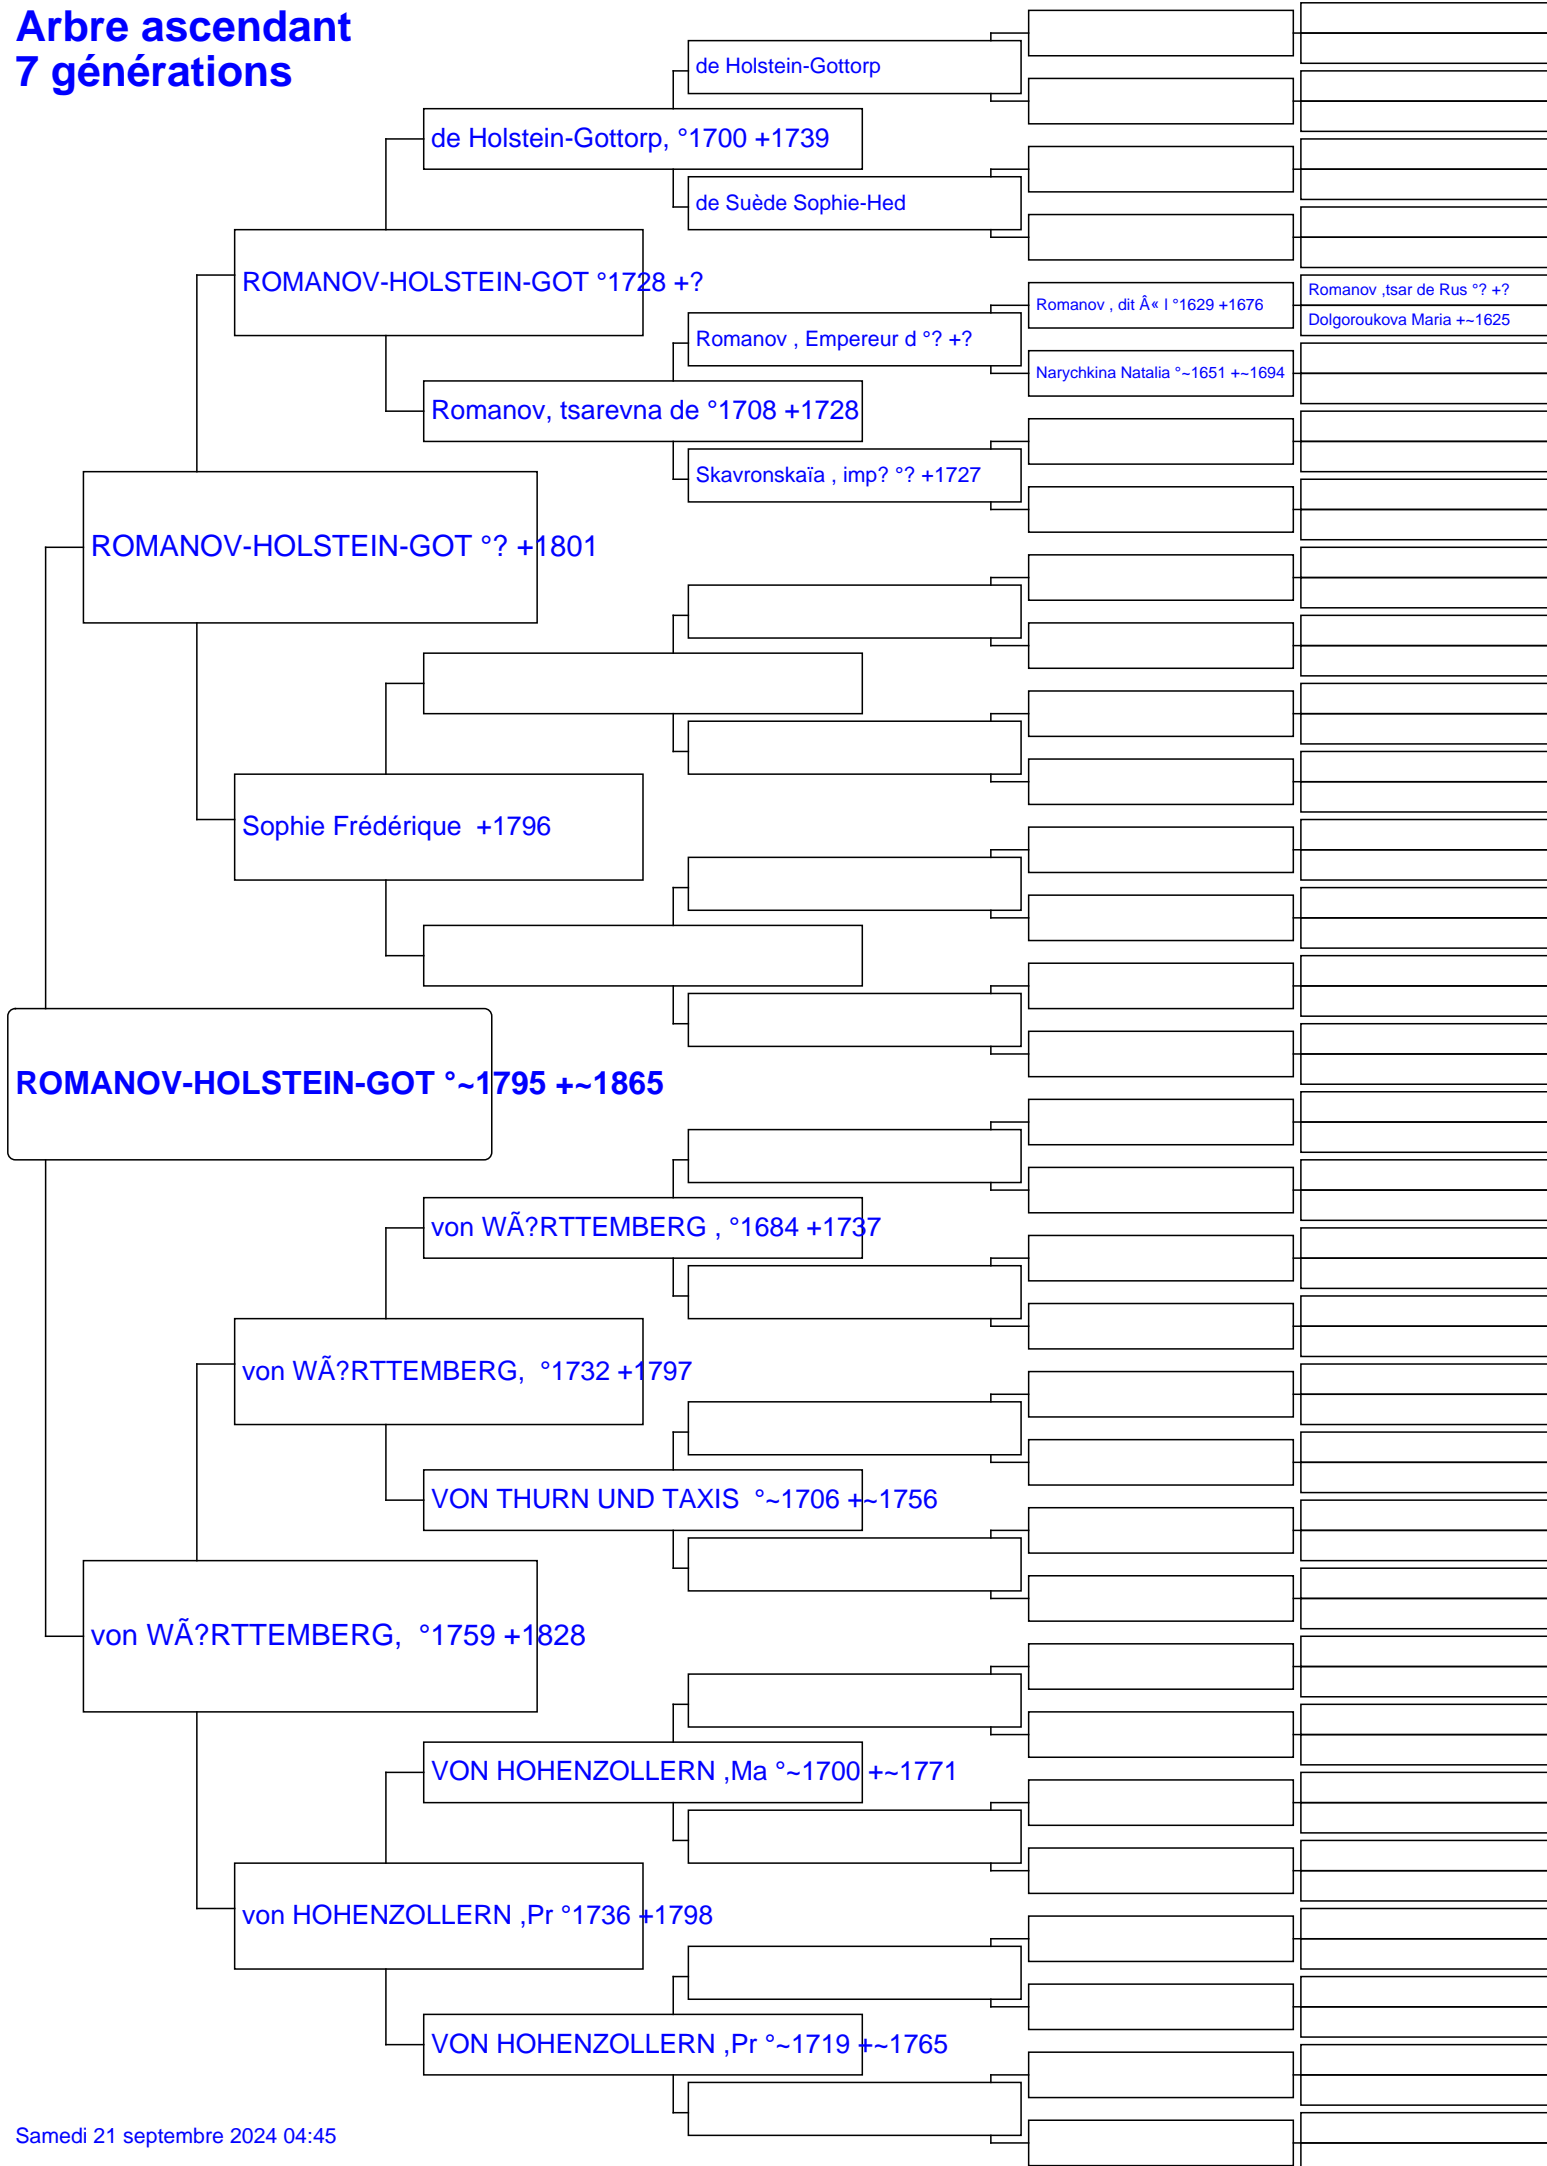 Arbre ascendant
7 générations
de Holstein-Gottorp
de Holstein-Gottorp, °1700 +1739
de Suède Sophie-Hed
ROMANOV-HOLSTEIN-GOT °1728 +?
Romanov ,tsar de Rus °? +?
Romanov , dit Â« I °1629 +1676
Dolgoroukova Maria +~1625
Romanov , Empereur d °? +?
Narychkina Natalia °~1651 +~1694
Romanov, tsarevna de °1708 +1728
Skavronskaïa , imp? °? +1727
ROMANOV-HOLSTEIN-GOT °? +1801
Sophie Frédérique  +1796
ROMANOV-HOLSTEIN-GOT °~1795 +~1865
von WÃ?RTTEMBERG , °1684 +1737
von WÃ?RTTEMBERG,  °1732 +1797
VON THURN UND TAXIS  °~1706 +~1756
von WÃ?RTTEMBERG,  °1759 +1828
VON HOHENZOLLERN ,Ma °~1700 +~1771
von HOHENZOLLERN ,Pr °1736 +1798
VON HOHENZOLLERN ,Pr °~1719 +~1765
Samedi 21 septembre 2024 04:45